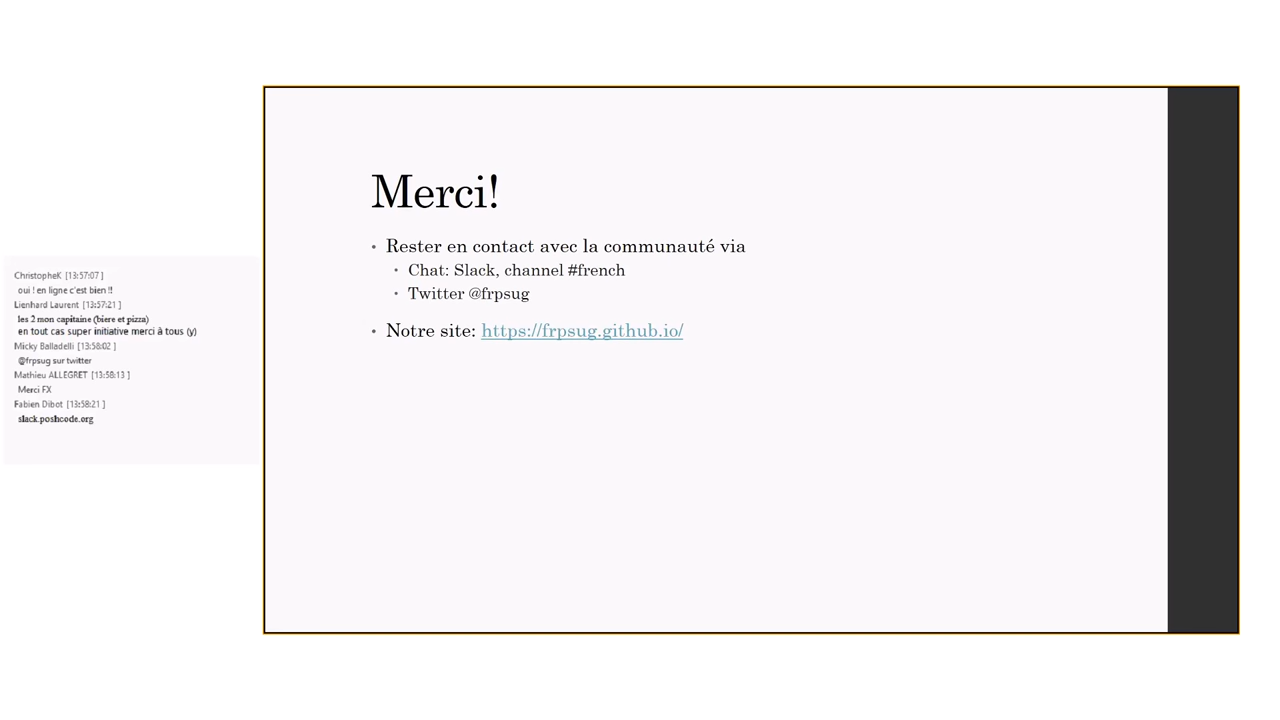 ChristopheK [13:57:07 ]
oui ! en ligne c'est bien !!
Lienhard Laurent [13:57:21 ]
les 2 mon capitaine (biere et pizza)
en tout cas super initiative merci à tous (y)
Micky Balladelli [13:58:02 ]
@frpsug sur twitter
Mathieu ALLEGRET [13:58:13 ]
Merci FX
Fabien Dibot [13:58:21 ]
slack.poshcode.org
Merci!
• Rester en contact avec la communauté via
• Chat: Slack, channel #french
• Twitter @frpsug
• Notre site: https://frpsug.github.io/